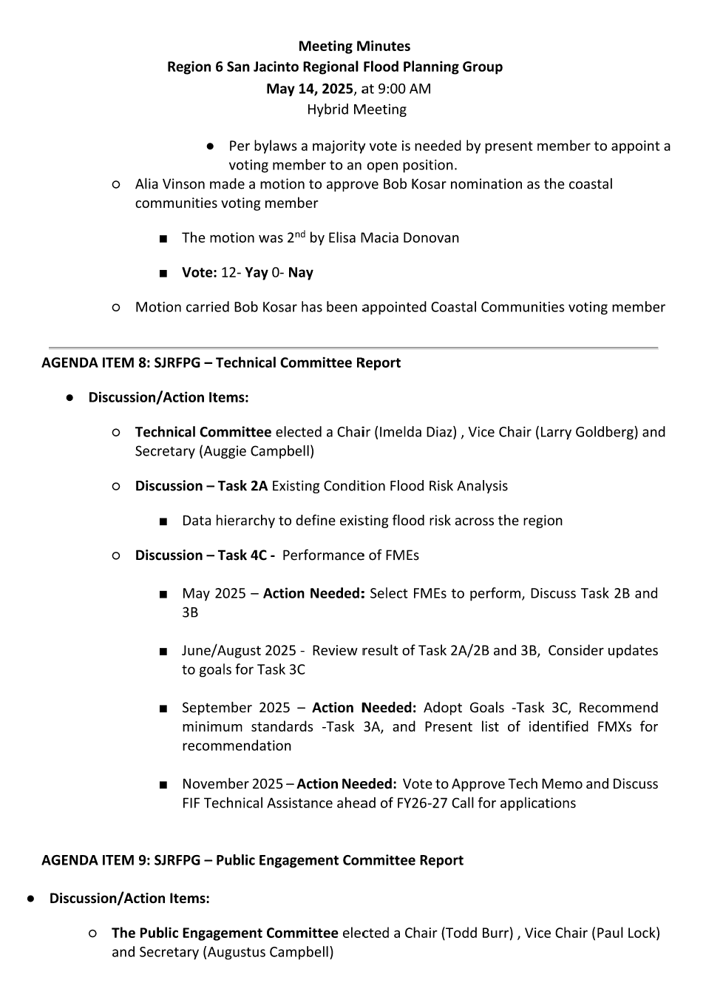 Meeting Minutes
Region 6 San Jacinto Regional Flood Planning Group
May 14, 2025, at 9:00 AM
Hybrid Meeting
● Per bylaws a majority vote is needed by present member to appoint a
voting member to an open position.
○ Alia Vinson made a motion to approve Bob Kosar nomination as the coastal
communities voting member
■ The motion was 2nd by Elisa Macia Donovan
■ Vote: 12- Yay 0- Nay
○ Motion carried Bob Kosar has been appointed Coastal Communities voting member
AGENDA ITEM 8: SJRFPG – Technical Committee Report
● Discussion/Action Items:
○ Technical Committee elected a Chair (Imelda Diaz) , Vice Chair (Larry Goldberg) and
Secretary (Auggie Campbell)
○ Discussion – Task 2A Existing Condition Flood Risk Analysis
■ Data hierarchy to define existing flood risk across the region
○ Discussion – Task 4C - Performance of FMEs
■ May 2025 – Action Needed: Select FMEs to perform, Discuss Task 2B and
3B
■ June/August 2025 - Review result of Task 2A/2B and 3B, Consider updates
to goals for Task 3C
■ September 2025 – Action Needed: Adopt Goals -Task 3C, Recommend
minimum standards -Task 3A, and Present list of identified FMXs for
recommendation
■ November 2025 – Action Needed: Vote to Approve Tech Memo and Discuss
FIF Technical Assistance ahead of FY26-27 Call for applications
AGENDA ITEM 9: SJRFPG – Public Engagement Committee Report
● Discussion/Action Items:
○ The Public Engagement Committee elected a Chair (Todd Burr) , Vice Chair (Paul Lock)
and Secretary (Augustus Campbell)